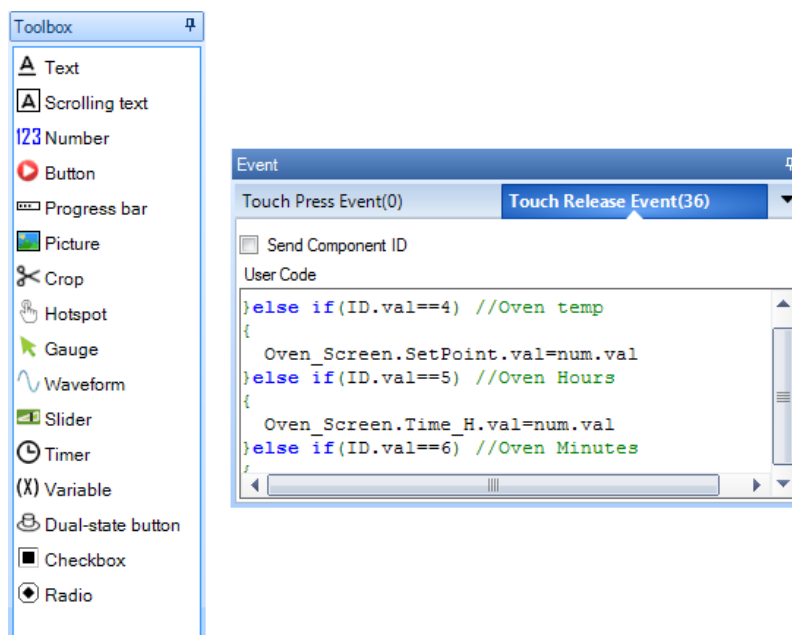 Toolbox
A Text
A Scrolling text
123 Number
Button
Progress bar
Picture
Crop
Hotspot
Gauge
Waveform
Slider
Timer
(X) Variable
Dual-state button
Checkbox
Radio
Event
Touch Press Event(0) Touch Release Event(36)
Send Component ID
User Code
}else if(ID.val==4) //Oven temp
{
  Oven_Screen.SetPoint.val=num.val
}else if(ID.val==5) //Oven Hours
{
  Oven_Screen.Time_H.val=num.val
}else if(ID.val==6) //Oven Minutes
{